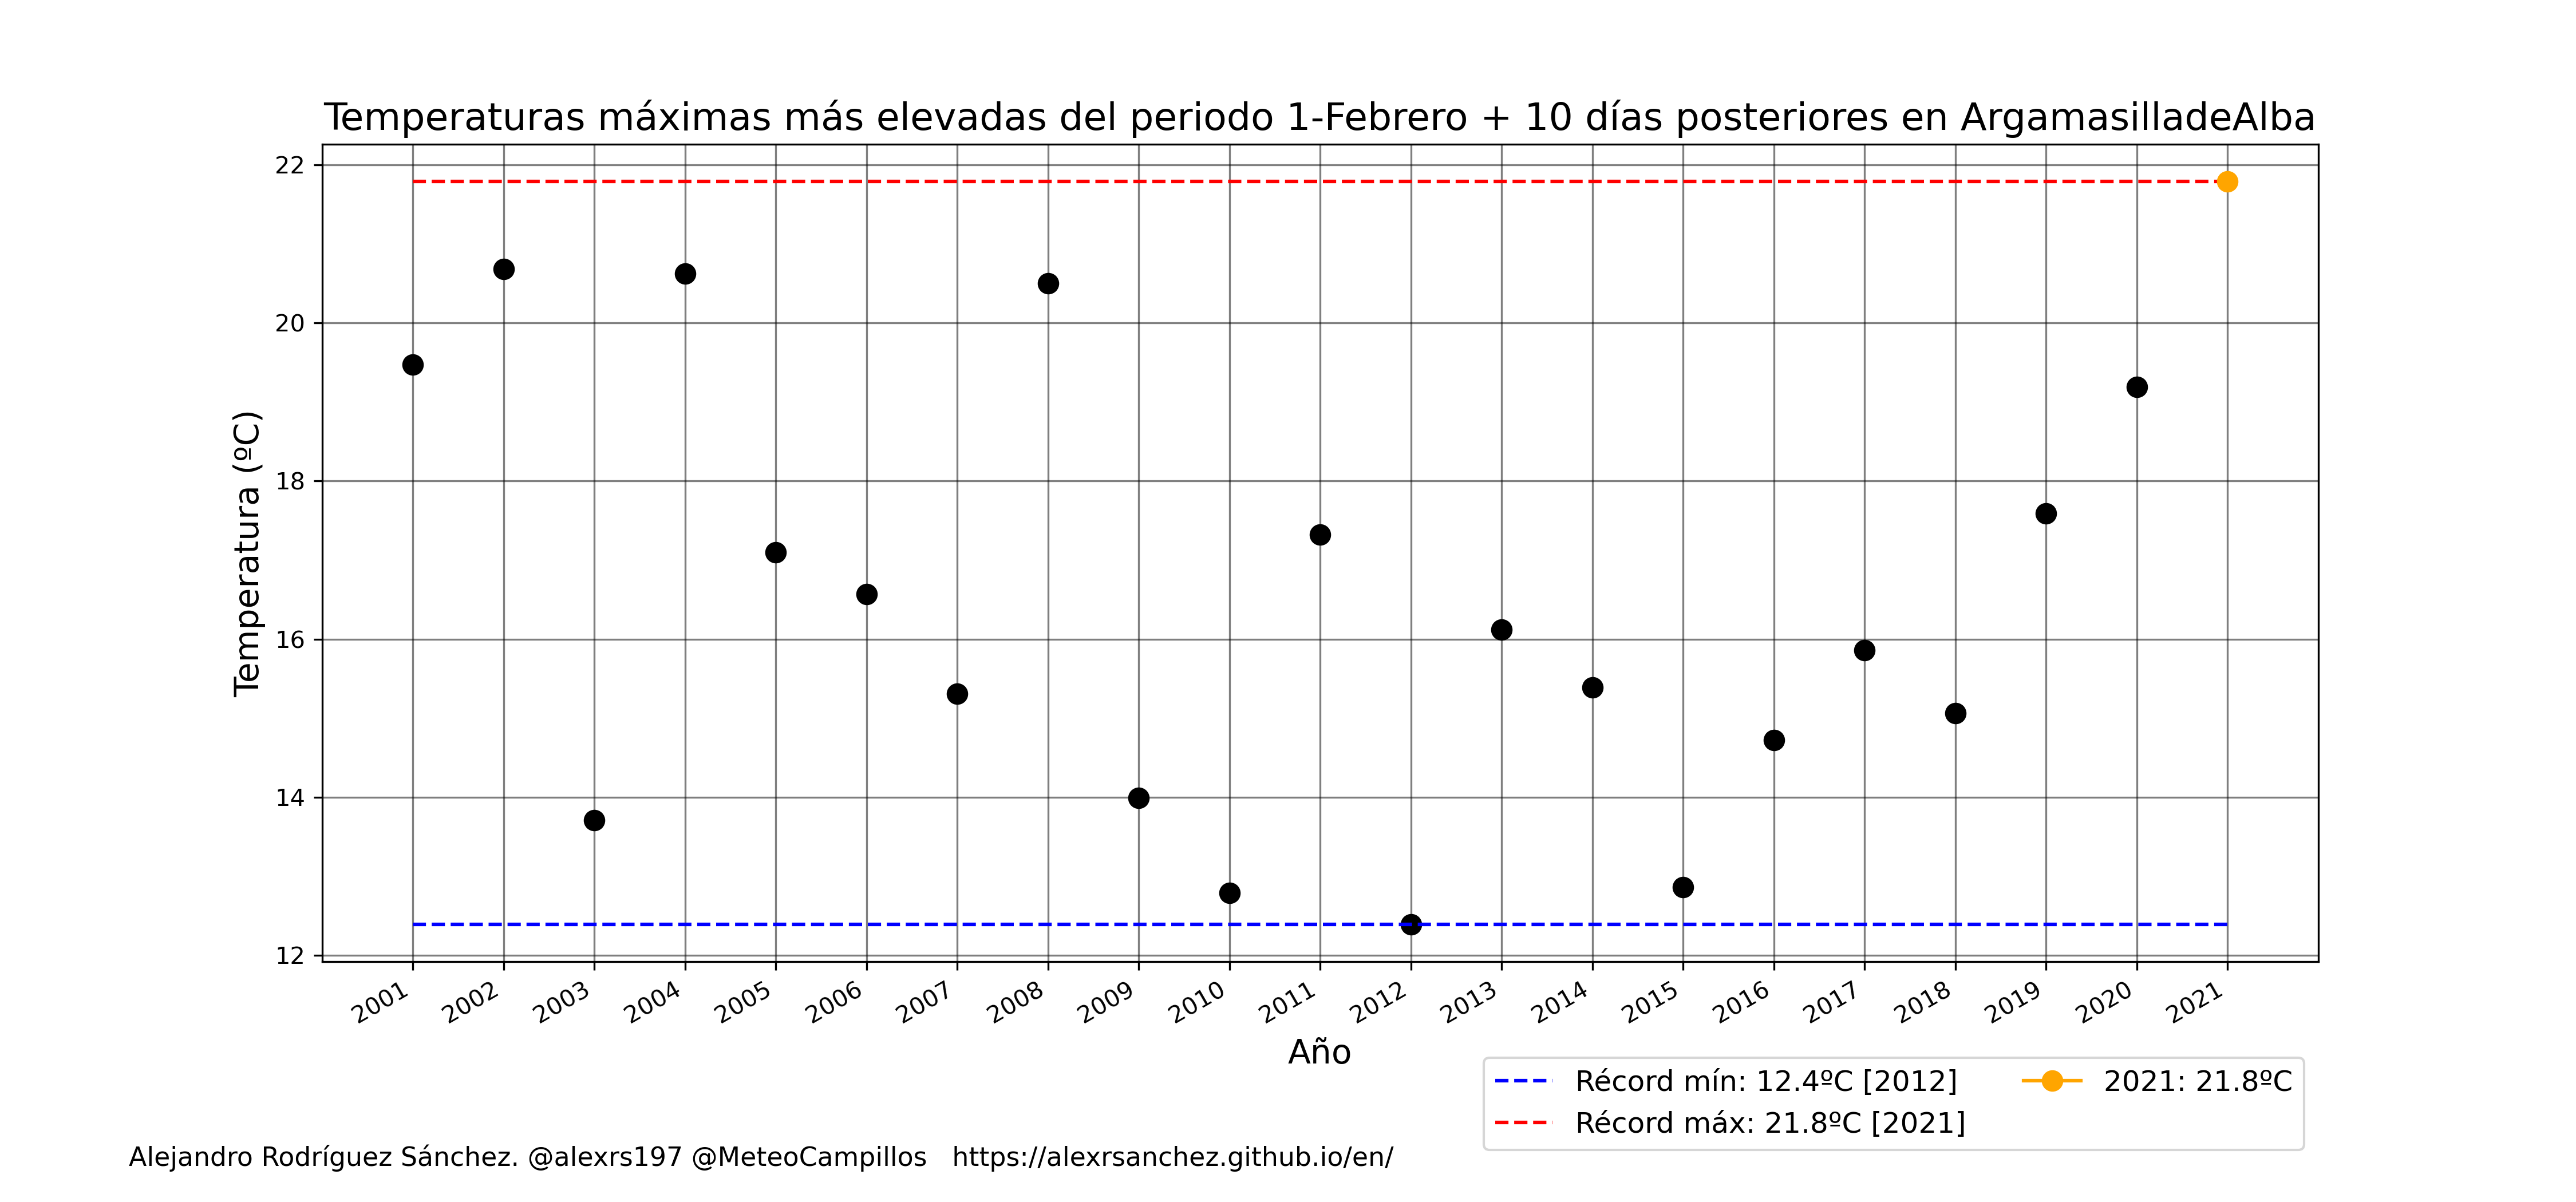 Temperaturas máximas más elevadas del periodo 1-Febrero + 10 días posteriores en ArgamasilladeAlba
Temperatura (ºC)
22
20
18
16
14
12
2001 2002 2003 2004 2005 2006 2007 2008 2009 2010 2011 2012 2013 2014 2015 2016 2017 2018 2019 2020 2021
Año
Récord mín: 12.4ºC [2012]
Récord máx: 21.8ºC [2021]
2021: 21.8ºC
Alejandro Rodríguez Sánchez. @alexrs197 @MeteoCampillos https://alexrsanchez.github.io/en/